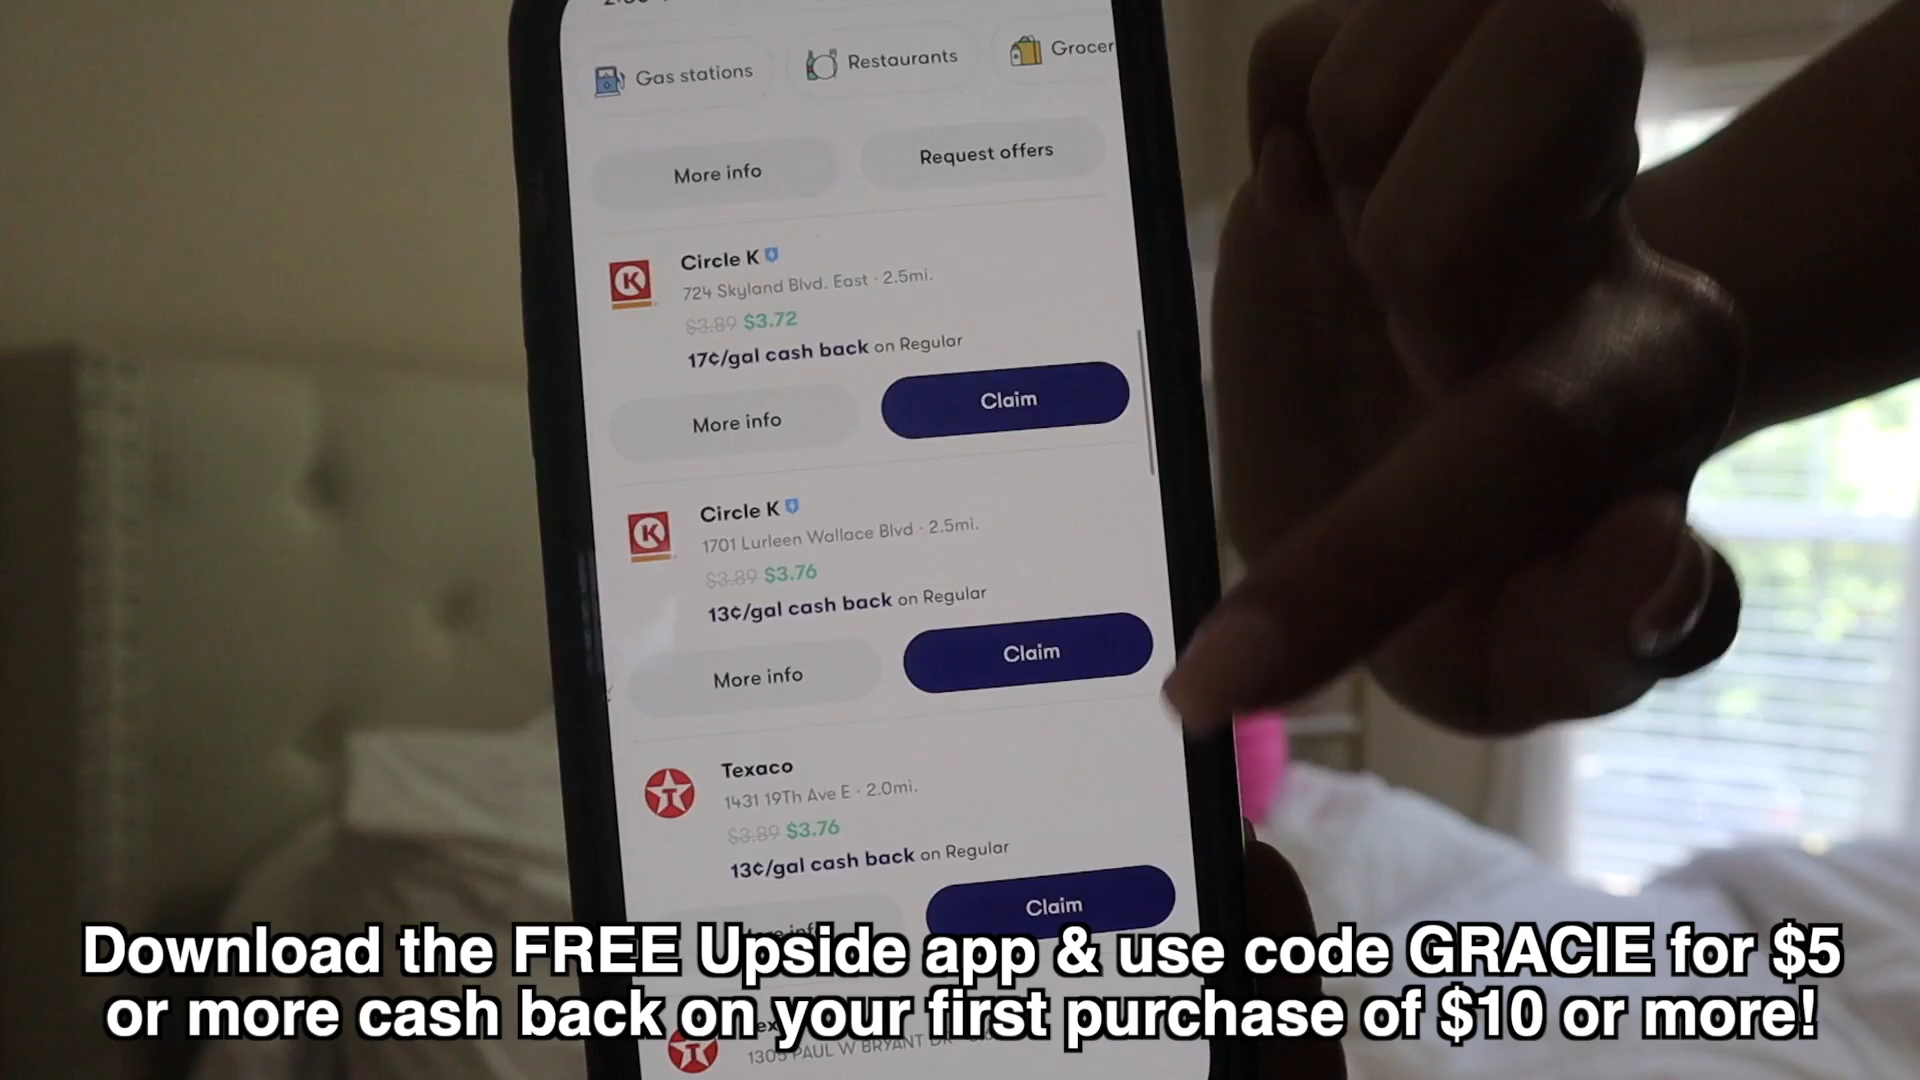 Gas stations
Restaurants
Grocer
More info
Request offers
Circle K
724 Skyland Blvd. East · 2.5mi.
$3.89 $3.72
17¢/gal cash back on Regular
More info
Claim
Circle K
1701 Lurleen Wallace Blvd · 2.5mi.
$3.89 $3.76
13¢/gal cash back on Regular
More info
Claim
Texaco
1431 19Th Ave E · 2.0mi.
$3.89 $3.76
13¢/gal cash back on Regular
Claim
Download the FREE Upside app & use code GRACIE for $5
or more cash back on your first purchase of $10 or more!
1305 PAUL W BRYANT DR